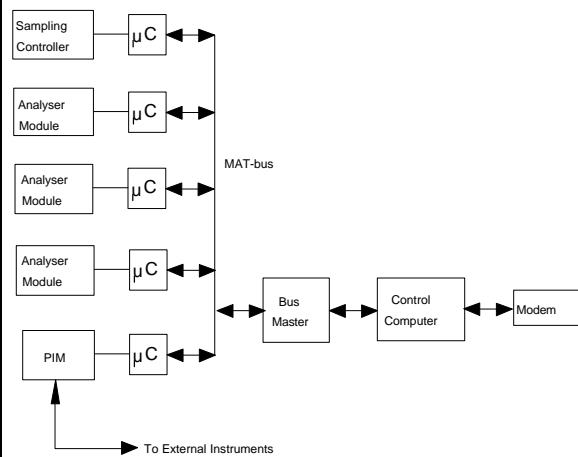 Sampling
Controller
µC
Analyser
Module
µC
MAT-bus
Analyser
Module
µC
Analyser
Module
µC
Bus
Master
Control
Computer
Modem
PIM
µC
To External Instruments